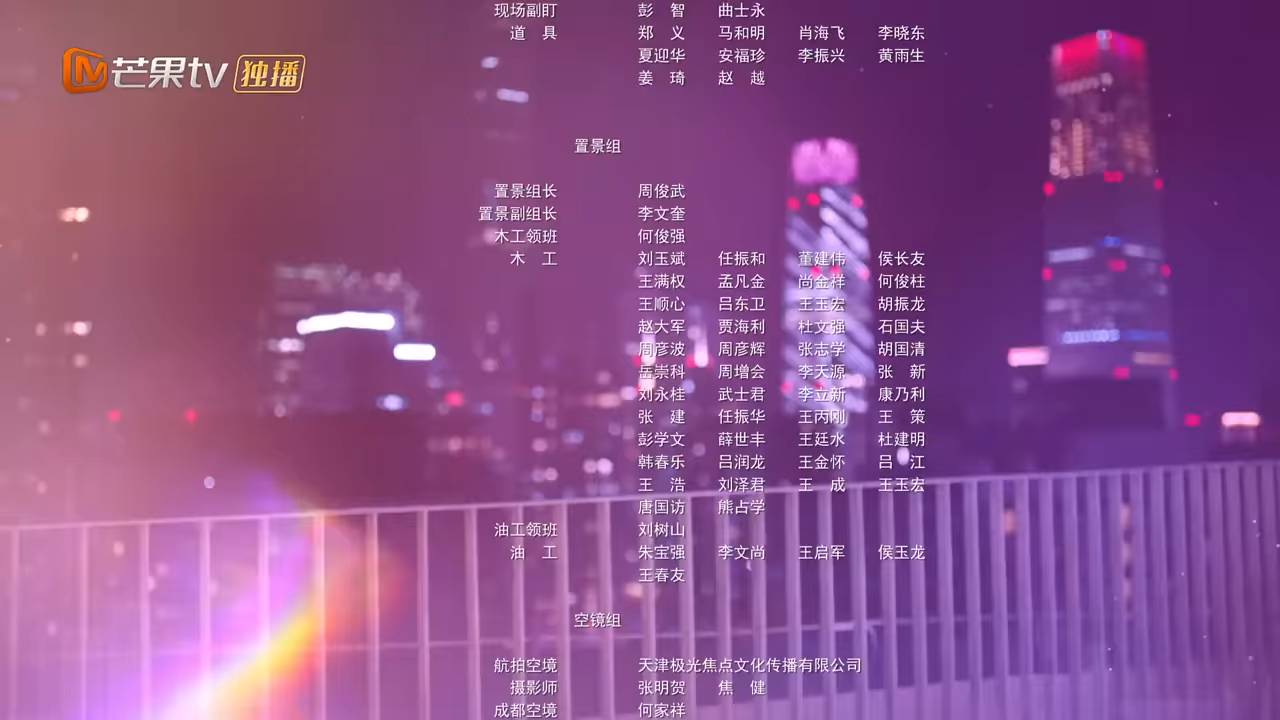 现场副盯 彭 智 曲士永
道 具 郑 义 马和明 肖海飞 李晓东
芒果tv 独播
夏迎华 安福珍 李振兴 黄雨生
姜 琦 赵 越
置景组
置景组长 周俊武
置景副组长 李文奎
木工领班 何俊强
木 工 刘玉斌 任振和 董建伟 侯长友
王满权 孟凡金 尚金祥 何俊柱
王顺心 吕东卫 王玉宏 胡振龙
赵大军 贾海利 杜文强 石国夫
周彦波 周彦辉 张志学 胡国清
岳崇科 周增会 李天源 张 新
刘永桂 武士君 李立新 康乃利
张 建 任振华 王丙刚 王 策
彭学文 薛世丰 王廷水 杜建明
韩春乐 吕润龙 王金怀 吕 江
王 浩 刘泽君 王 成 王玉宏
唐国访 熊占学
油工领班 刘树山
油 工 朱宝强 李文尚 王启军 侯玉龙
王春友
空镜组
航拍空境 天津极光焦点文化传播有限公司
摄影师 张明贺 焦 健
成都空境 何家祥